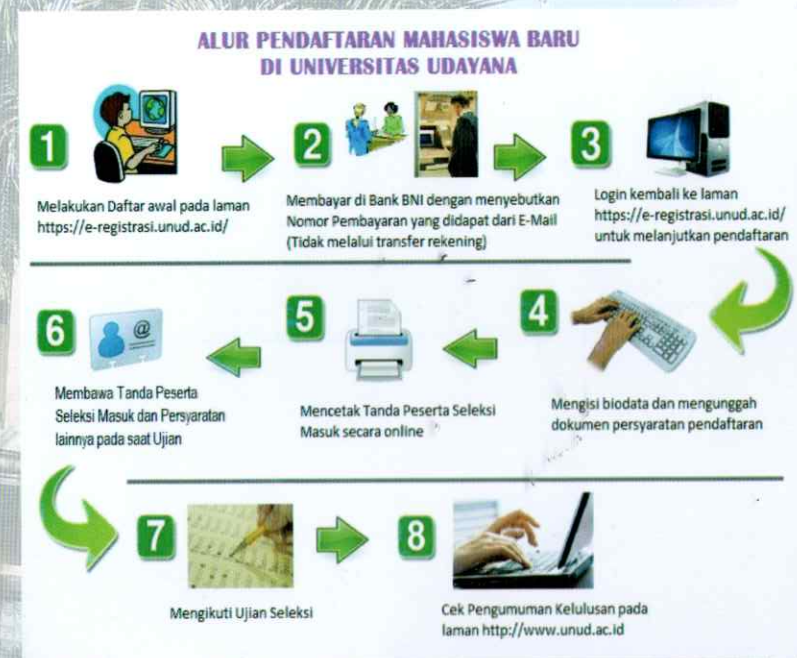 ALUR PENDAFTARAN MAHASISWA BARU
DI UNIVERSITAS UDAYANA
1
Melakukan Daftar awal pada laman
https://e-registrasi.unud.ac.id/
2
Membayar di Bank BNI dengan menyebutkan
Nomor Pembayaran yang didapat dari E-Mail
(Tidak melalui transfer rekening)
3
Login kembali ke laman
https://e-registrasi.unud.ac.id/
untuk melanjutkan pendaftaran
4
Mengisi biodata dan mengunggah
dokumen persyaratan pendaftaran
5
Mencetak Tanda Peserta Seleksi
Masuk secara online
6
@
Membawa Tanda Peserta
Seleksi Masuk dan Persyaratan
lainnya pada saat Ujian
7
Mengikuti Ujian Seleksi
8
Cek Pengumuman Kelulusan pada
laman http://www.unud.ac.id